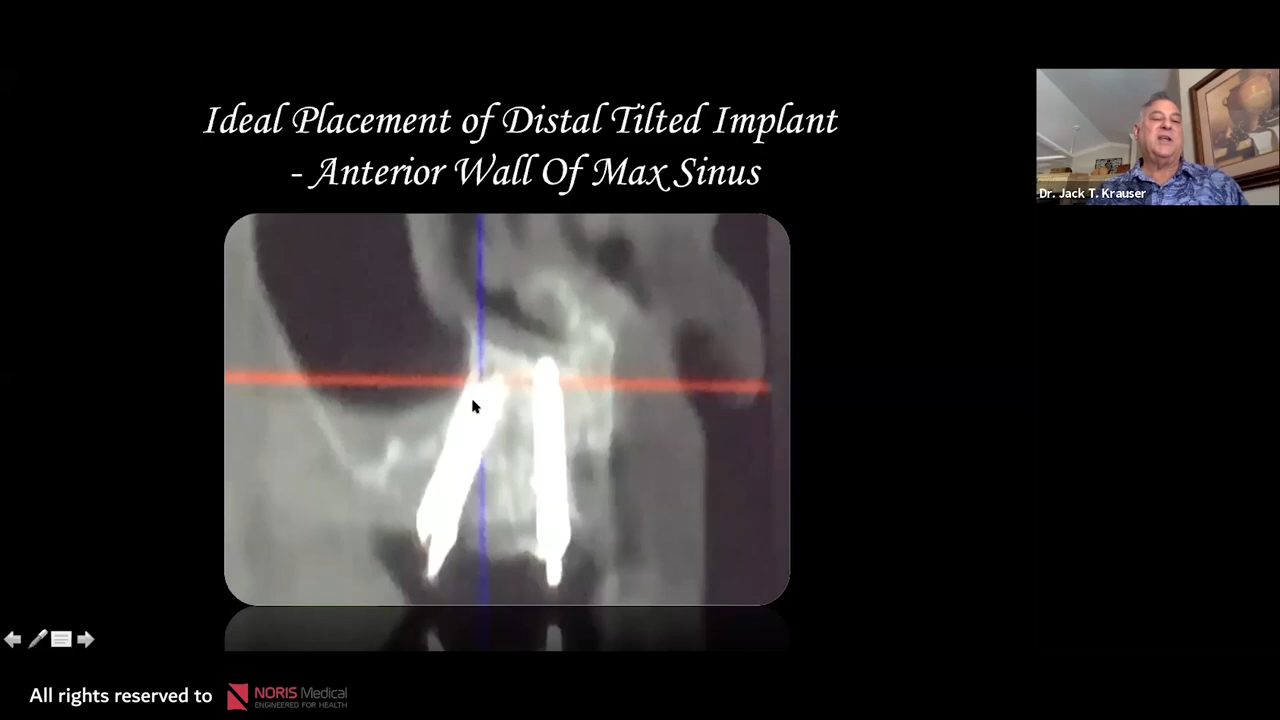 Ideal Placement of Distal Tilted Implant
- Anterior Wall Of Max Sinus
Dr. Jack T. Krauser
All rights reserved to
NORIS Medical
ENGINEERED FOR HEALTH